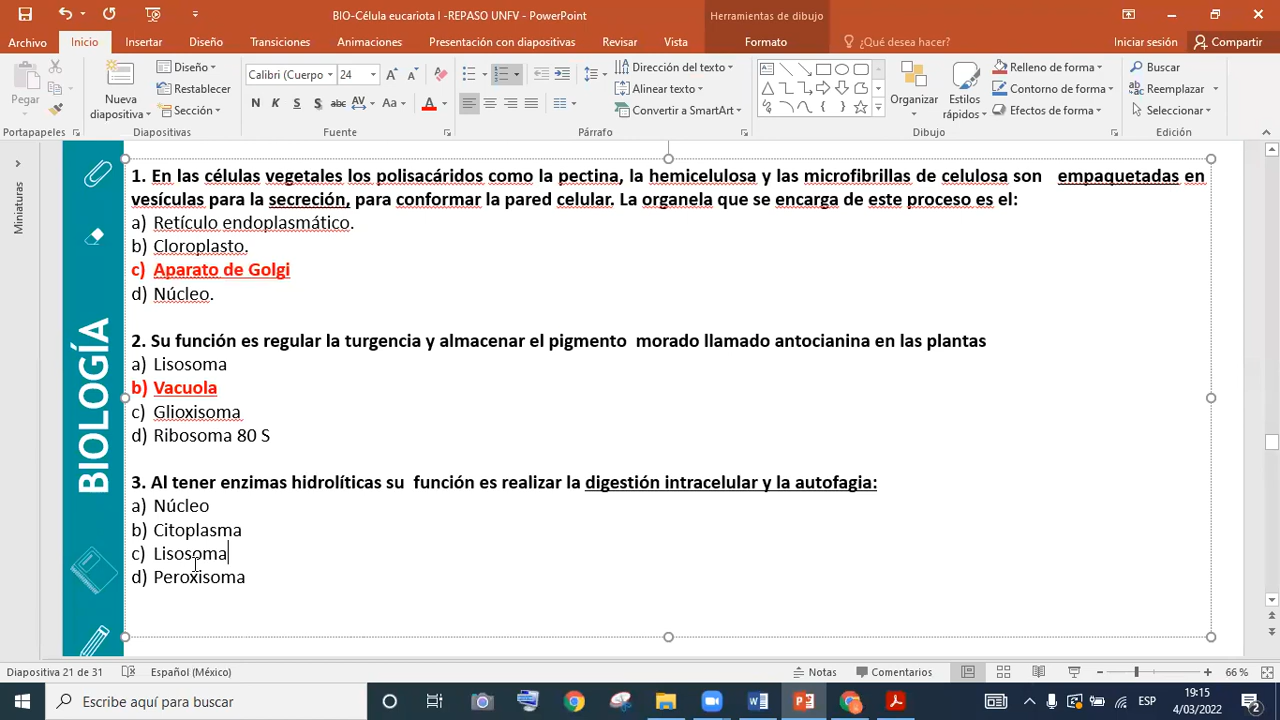 BIO-Célula eucariota I -REPASO UNFV - PowerPoint
Herramientas de dibujo
Archivo Inicio Insertar Diseño Transiciones Animaciones Presentación con diapositivas Revisar Vista Formato ¿Qué desea hacer? Iniciar sesión Compartir
Pegar
Nueva diapositiva
Diseño
Restablecer
Sección
Calibri (Cuerpo 24
N K S S abc AV Aa A
Dirección del texto
Alinear texto
Convertir a SmartArt
Organizar
Estilos rápidos
Relleno de forma
Contorno de forma
Efectos de forma
Buscar
Reemplazar
Seleccionar
Portapapeles Diapositivas Fuente Párrafo Dibujo Edición
Miniaturas
BIOLOGÍA
1. En las células vegetales los polisacáridos como la pectina, la hemicelulosa y las microfibrillas de celulosa son empaquetadas en
vesículas para la secreción, para conformar la pared celular. La organela que se encarga de este proceso es el:
a) Retículo endoplasmático.
b) Cloroplasto.
c) Aparato de Golgi
d) Núcleo.
2. Su función es regular la turgencia y almacenar el pigmento morado llamado antocianina en las plantas
a) Lisosoma
b) Vacuola
c) Glioxisoma
d) Ribosoma 80 S
3. Al tener enzimas hidrolíticas su función es realizar la digestión intracelular y la autofagia:
a) Núcleo
b) Citoplasma
c) Lisosoma
d) Peroxisoma
Diapositiva 21 de 31 Español (México) Notas Comentarios 66 %
Escribe aquí para buscar
ESP
19:15
4/03/2022
2